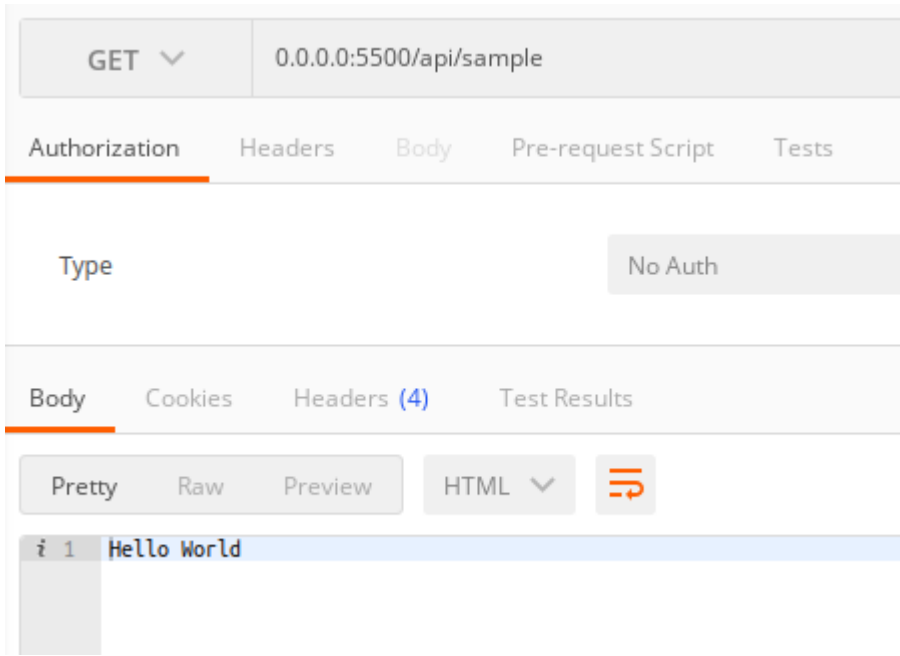 GET 0.0.0.0:5500/api/sample
Authorization Headers Body Pre-request Script Tests
Type No Auth
Body Cookies Headers (4) Test Results
Pretty Raw Preview HTML
i 1 Hello World